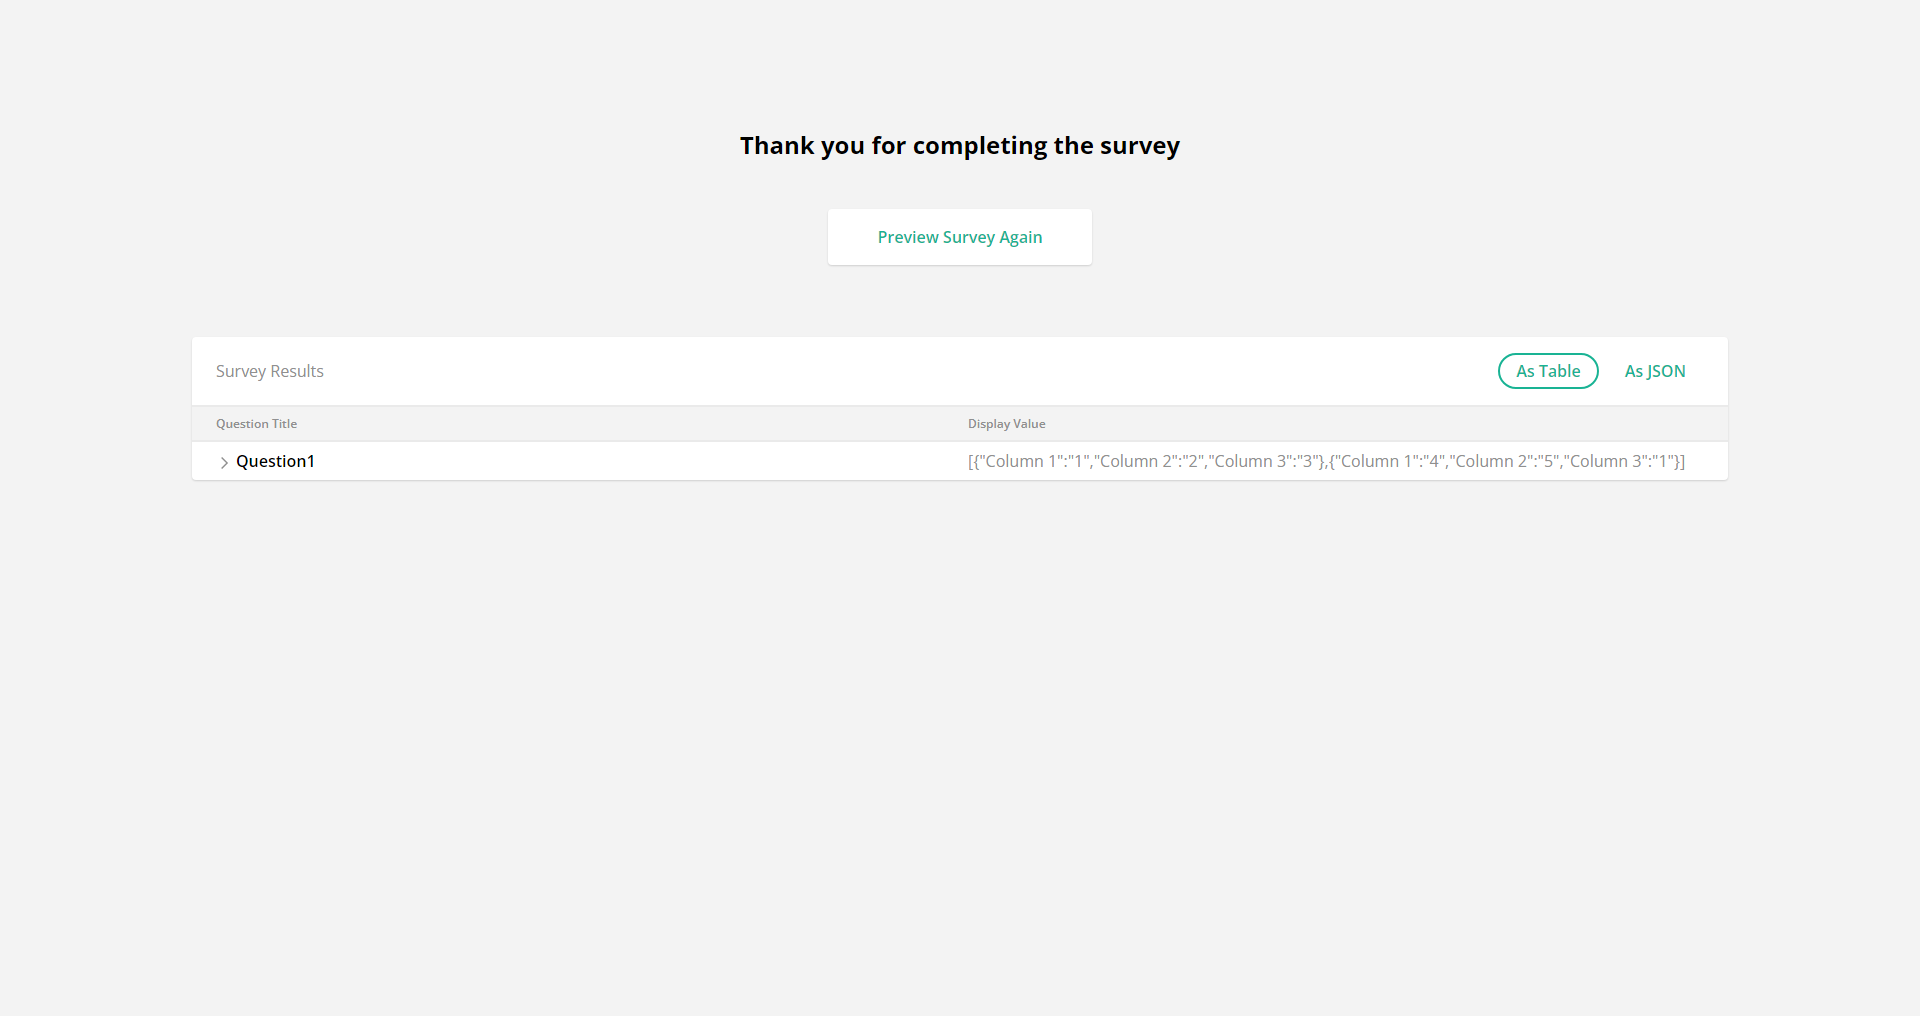 Thank you for completing the survey
Preview Survey Again
Survey Results
As Table
As JSON
Question Title
Display Value
Question1
[{"Column 1":"1","Column 2":"2","Column 3":"3"},{"Column 1":"4","Column 2":"5","Column 3":"1"}]